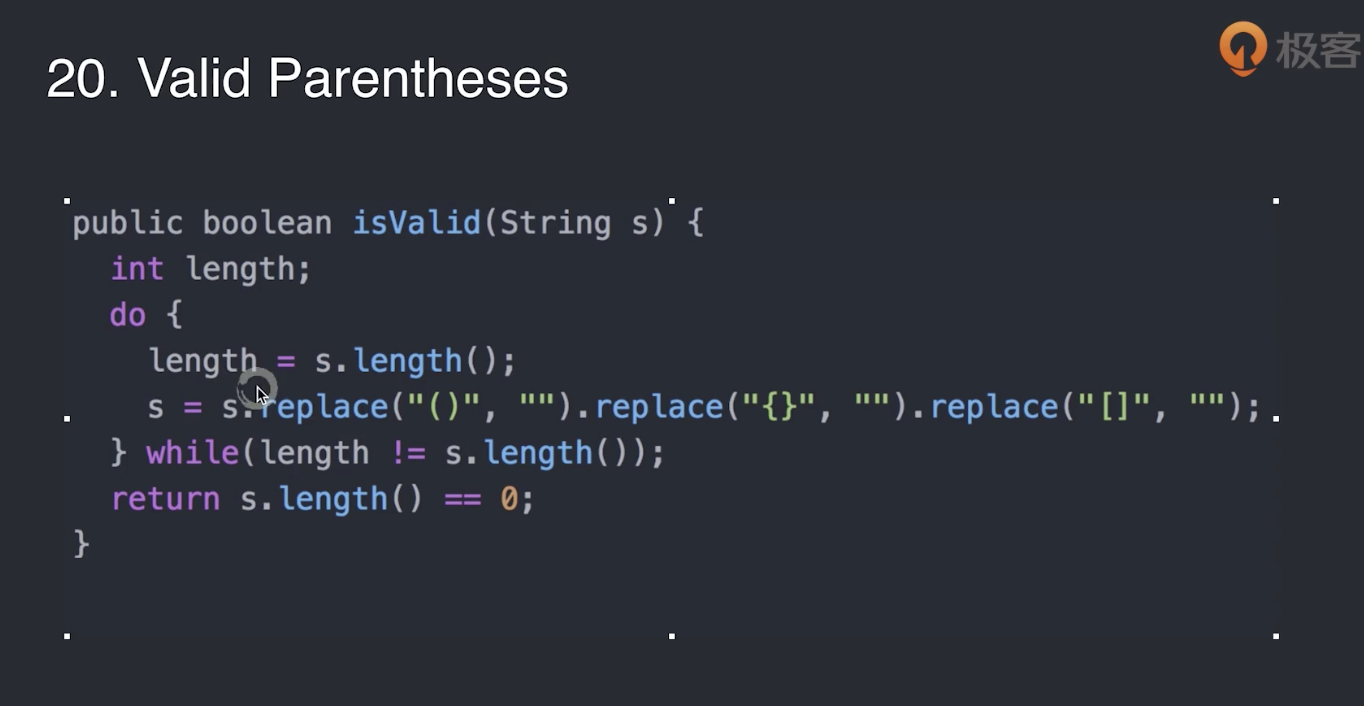 极客
20. Valid Parentheses
public boolean isValid(String s) {
int length;
do {
length = s.length();
s = s.replace("()", "").replace("{}", "").replace("[]", "");
} while(length != s.length());
return s.length() == 0;
}